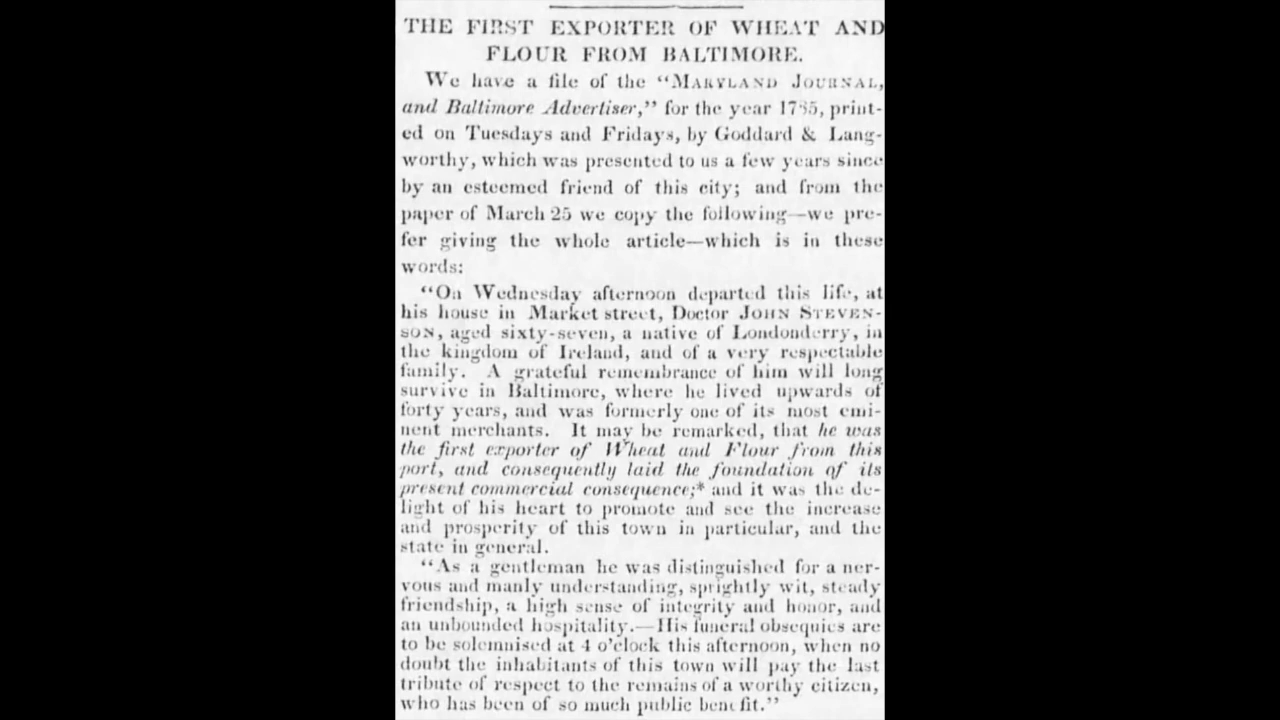 THE FIRST EXPORTER OF WHEAT AND
FLOUR FROM BALTIMORE.
We have a file of the "MARYLAND JOURNAL,
and Baltimore Advertiser," for the year 1785, print-
ed on Tuesdays and Fridays, by Goddard & Lang-
worthy, which was presented to us a few years since
by an esteemed friend of this city; and from the
paper of March 25 we copy the following—we pre-
fer giving the whole article—which is in these
words:
"On Wednesday afternoon departed this life, at
his house in Market street, Doctor JOHN STEVEN-
SON, aged sixty-seven, a native of Londonderry, in
the kingdom of Ireland, and of a very respectable
family. A grateful remembrance of him will long
survive in Baltimore, where he lived upwards of
forty years, and was formerly one of its most emi-
nent merchants. It may be remarked, that he was
the first exporter of Wheat and Flour from this
port, and consequently laid the foundation of its
present commercial consequence;* and it was the de-
light of his heart to promote and see the increase
and prosperity of this town in particular, and the
state in general.
"As a gentleman he was distinguished for a ner-
vous and manly understanding, sprightly wit, steady
friendship, a high sense of integrity and honor, and
an unbounded hospitality.—His funeral obsequies are
to be solemnised at 4 o'clock this afternoon, when no
doubt the inhabitants of this town will pay the last
tribute of respect to the remains of a worthy citizen,
who has been of so much public benefit."